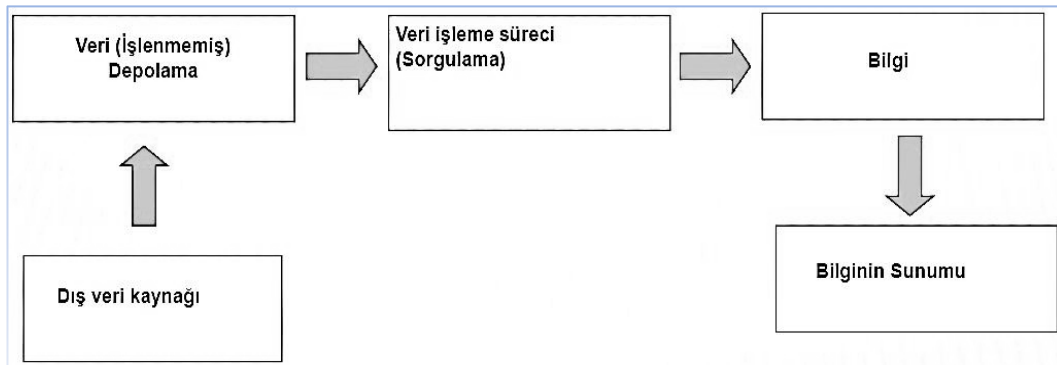 Veri (İşlenmemiş)
Depolama
Veri işleme süreci
(Sorgulama)
Bilgi
Dış veri kaynağı
Bilginin Sunumu